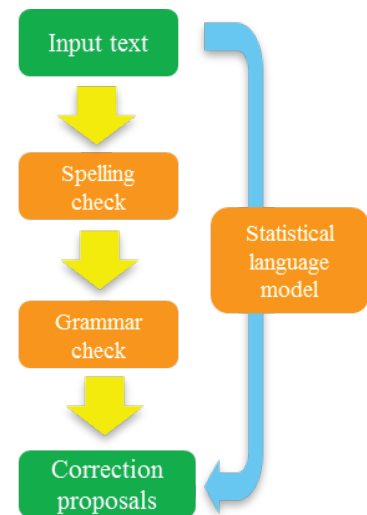 Input text
Spelling
check
Grammar
check
Correction
proposals
Statistical
language
model